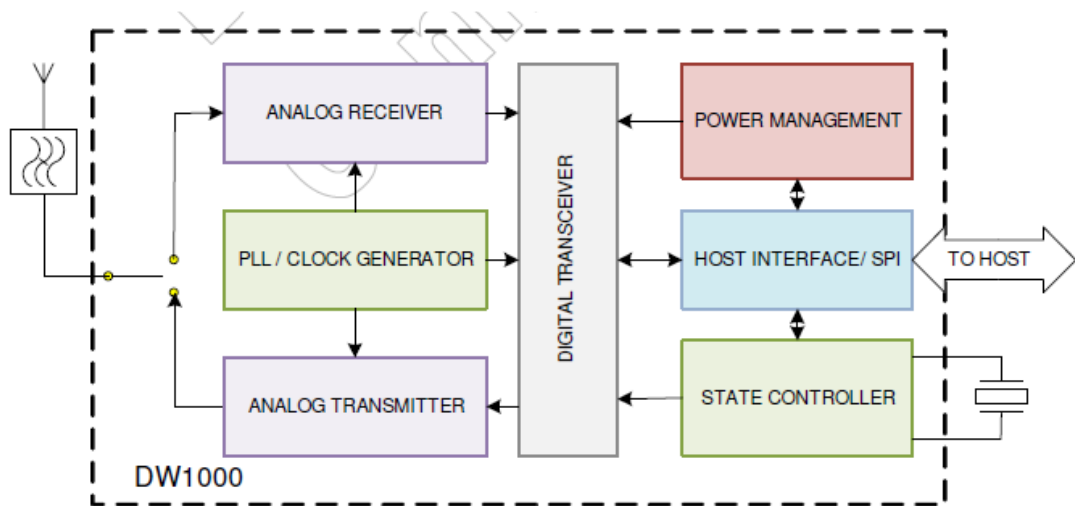 ANALOG RECEIVER
POWER MANAGEMENT
PLL / CLOCK GENERATOR
DIGITAL TRANSCEIVER
HOST INTERFACE/ SPI
TO HOST
ANALOG TRANSMITTER
STATE CONTROLLER
DW1000